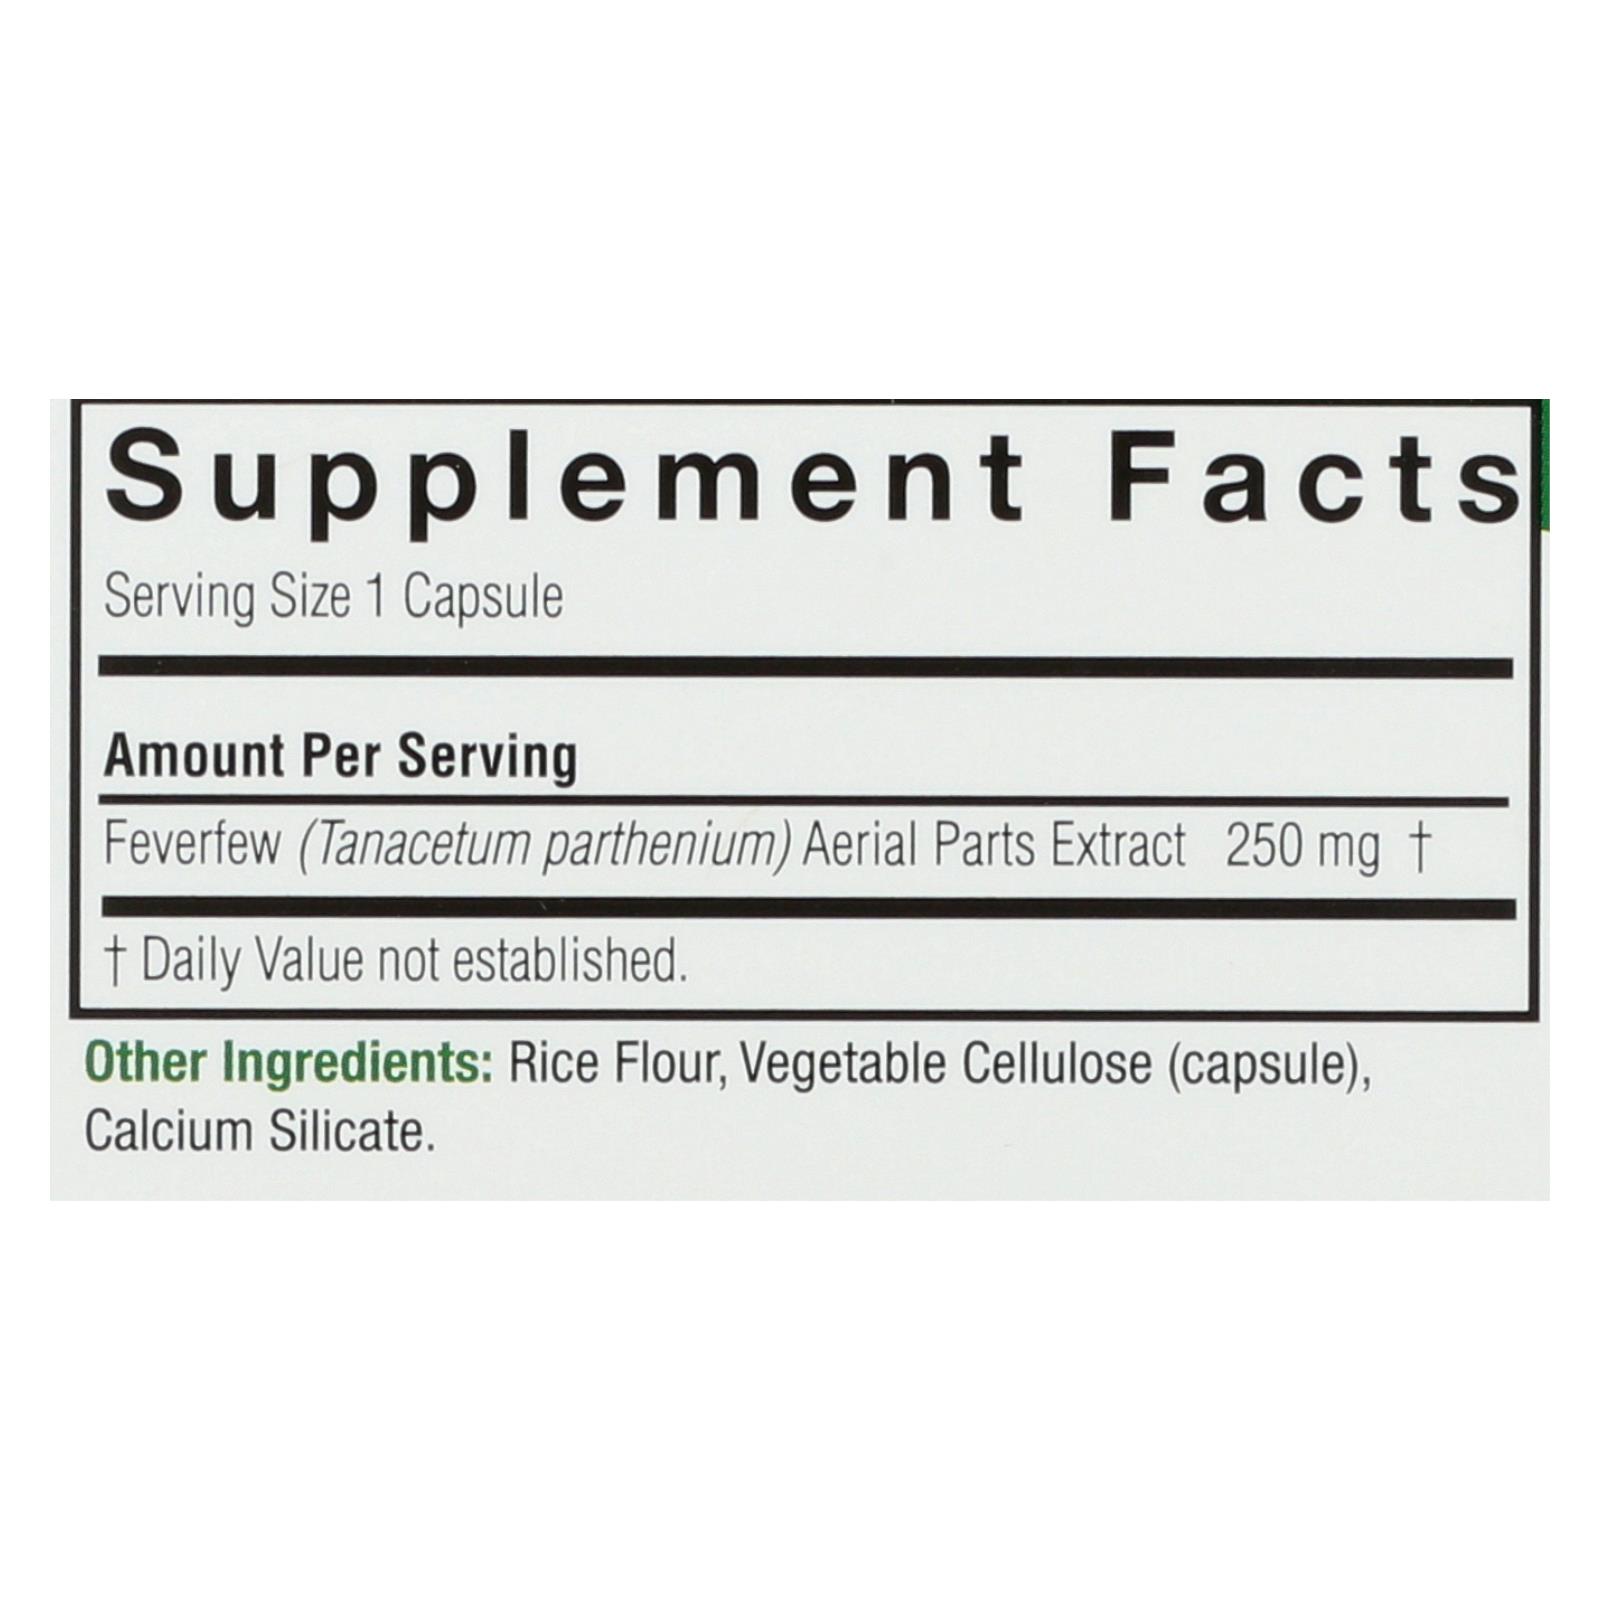 Supplement Facts
Serving Size 1 Capsule
Amount Per Serving
Feverfew (Tanacetum parthenium) Aerial Parts Extract 250 mg †
† Daily Value not established.
Other Ingredients: Rice Flour, Vegetable Cellulose (capsule),
Calcium Silicate.